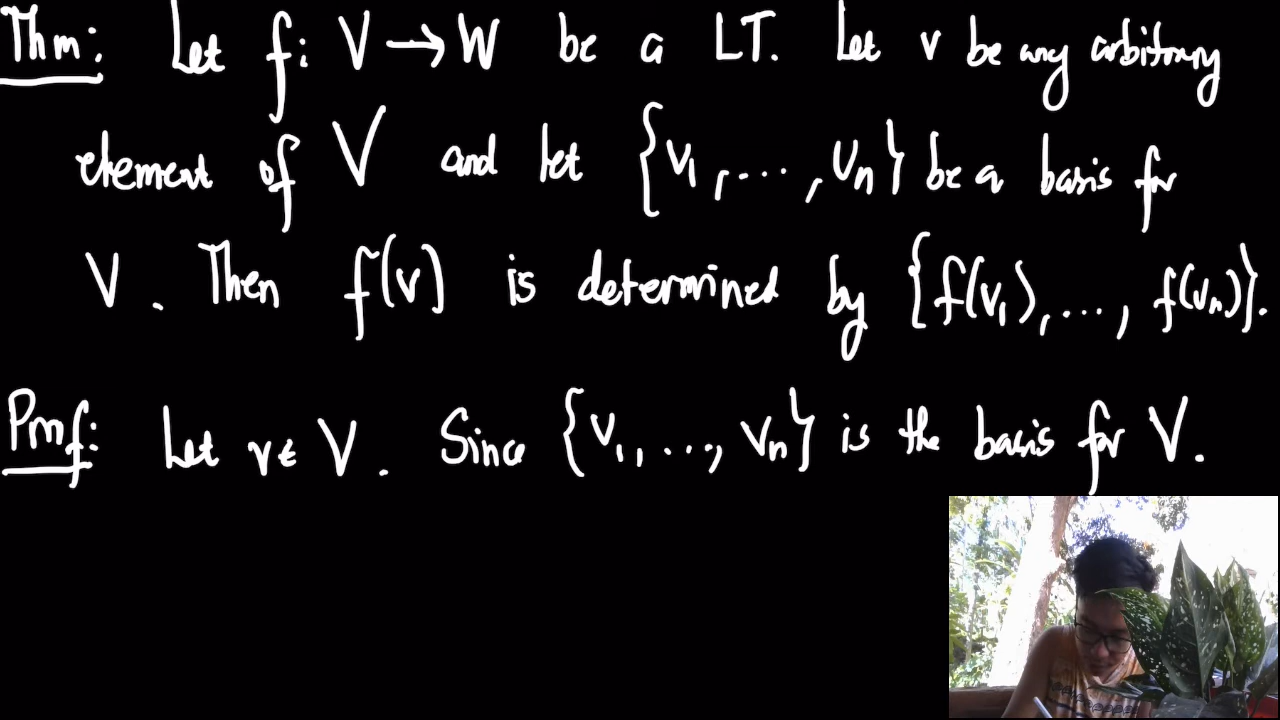 Thm: Let f: V → W be a LT. Let v be any arbitrary
element of V and let {v₁, ..., vₙ} be a basis for
V. Then f(v) is determined by {f(v₁), ..., f(vₙ)}.
Proof: Let v ∈ V. Since {v₁, ..., vₙ} is the basis for V.